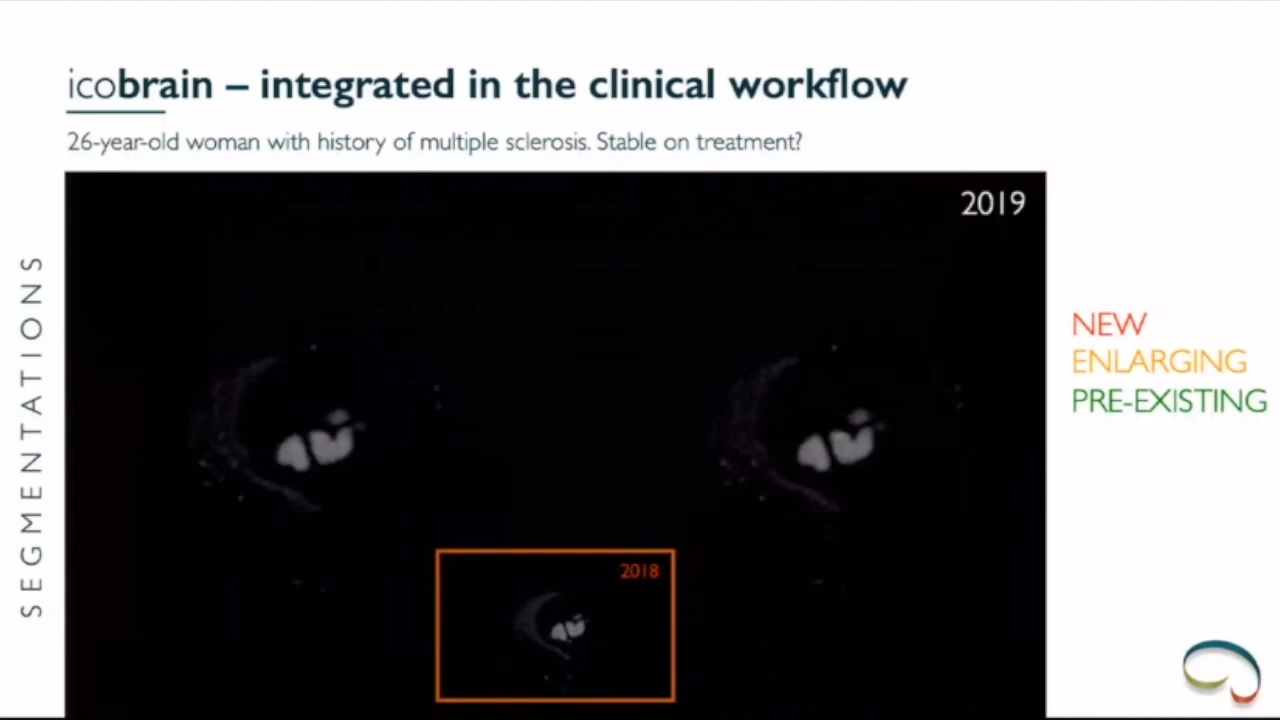 icobrain – integrated in the clinical workflow
26-year-old woman with history of multiple sclerosis. Stable on treatment?
SEGMENTATIONS
2019
NEW
ENLARGING
PRE-EXISTING
2018